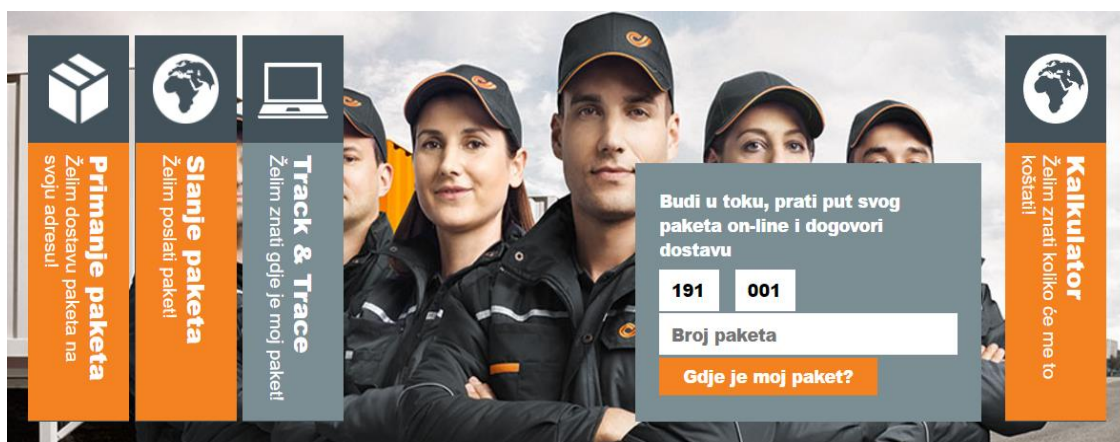 Primanje paketa
Želim dostavu paketa na
svoju adresu!
Slanje paketa
Želim poslati paket!
Track & Trace
Želim znati gdje je moj paket!
Budi u toku, prati put svog
paketa on-line i dogovori
dostavu
191 001
Broj paketa
Gdje je moj paket?
Kalkulator
Želim znati koliko će me to
koštati!